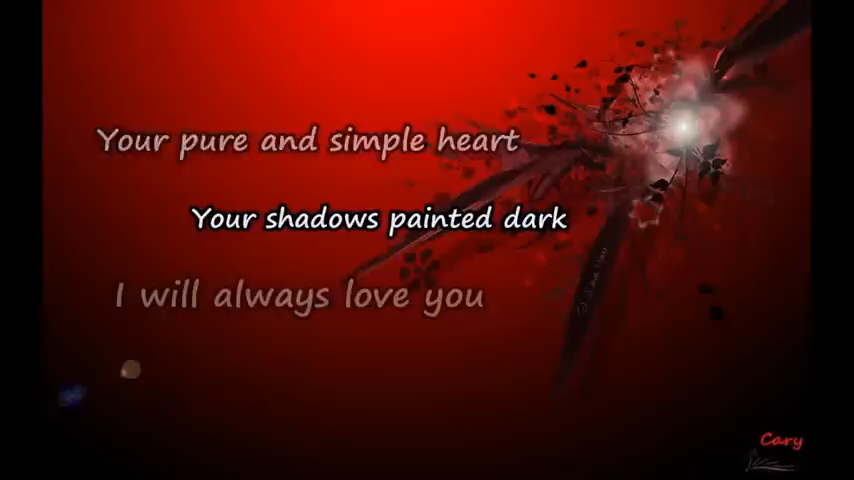 Your pure and simple heart
Your shadows painted dark
I will always love you
Cary